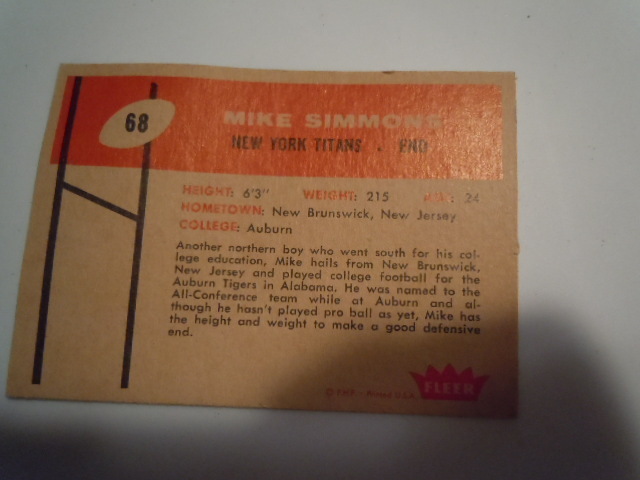 68
MIKE SIMMONS
NEW YORK TITANS . END
HEIGHT: 6'3" WEIGHT: 215 AGE: 24
HOMETOWN: New Brunswick, New Jersey
COLLEGE: Auburn
Another northern boy who went south for his col-
lege education, Mike hails from New Brunswick,
New Jersey and played college football for the
Auburn Tigers in Alabama. He was named to the
All-Conference team while at Auburn and al-
though he hasn't played pro ball as yet, Mike has
the height and weight to make a good defensive
end.
FLEER
© Printed U.S.A.